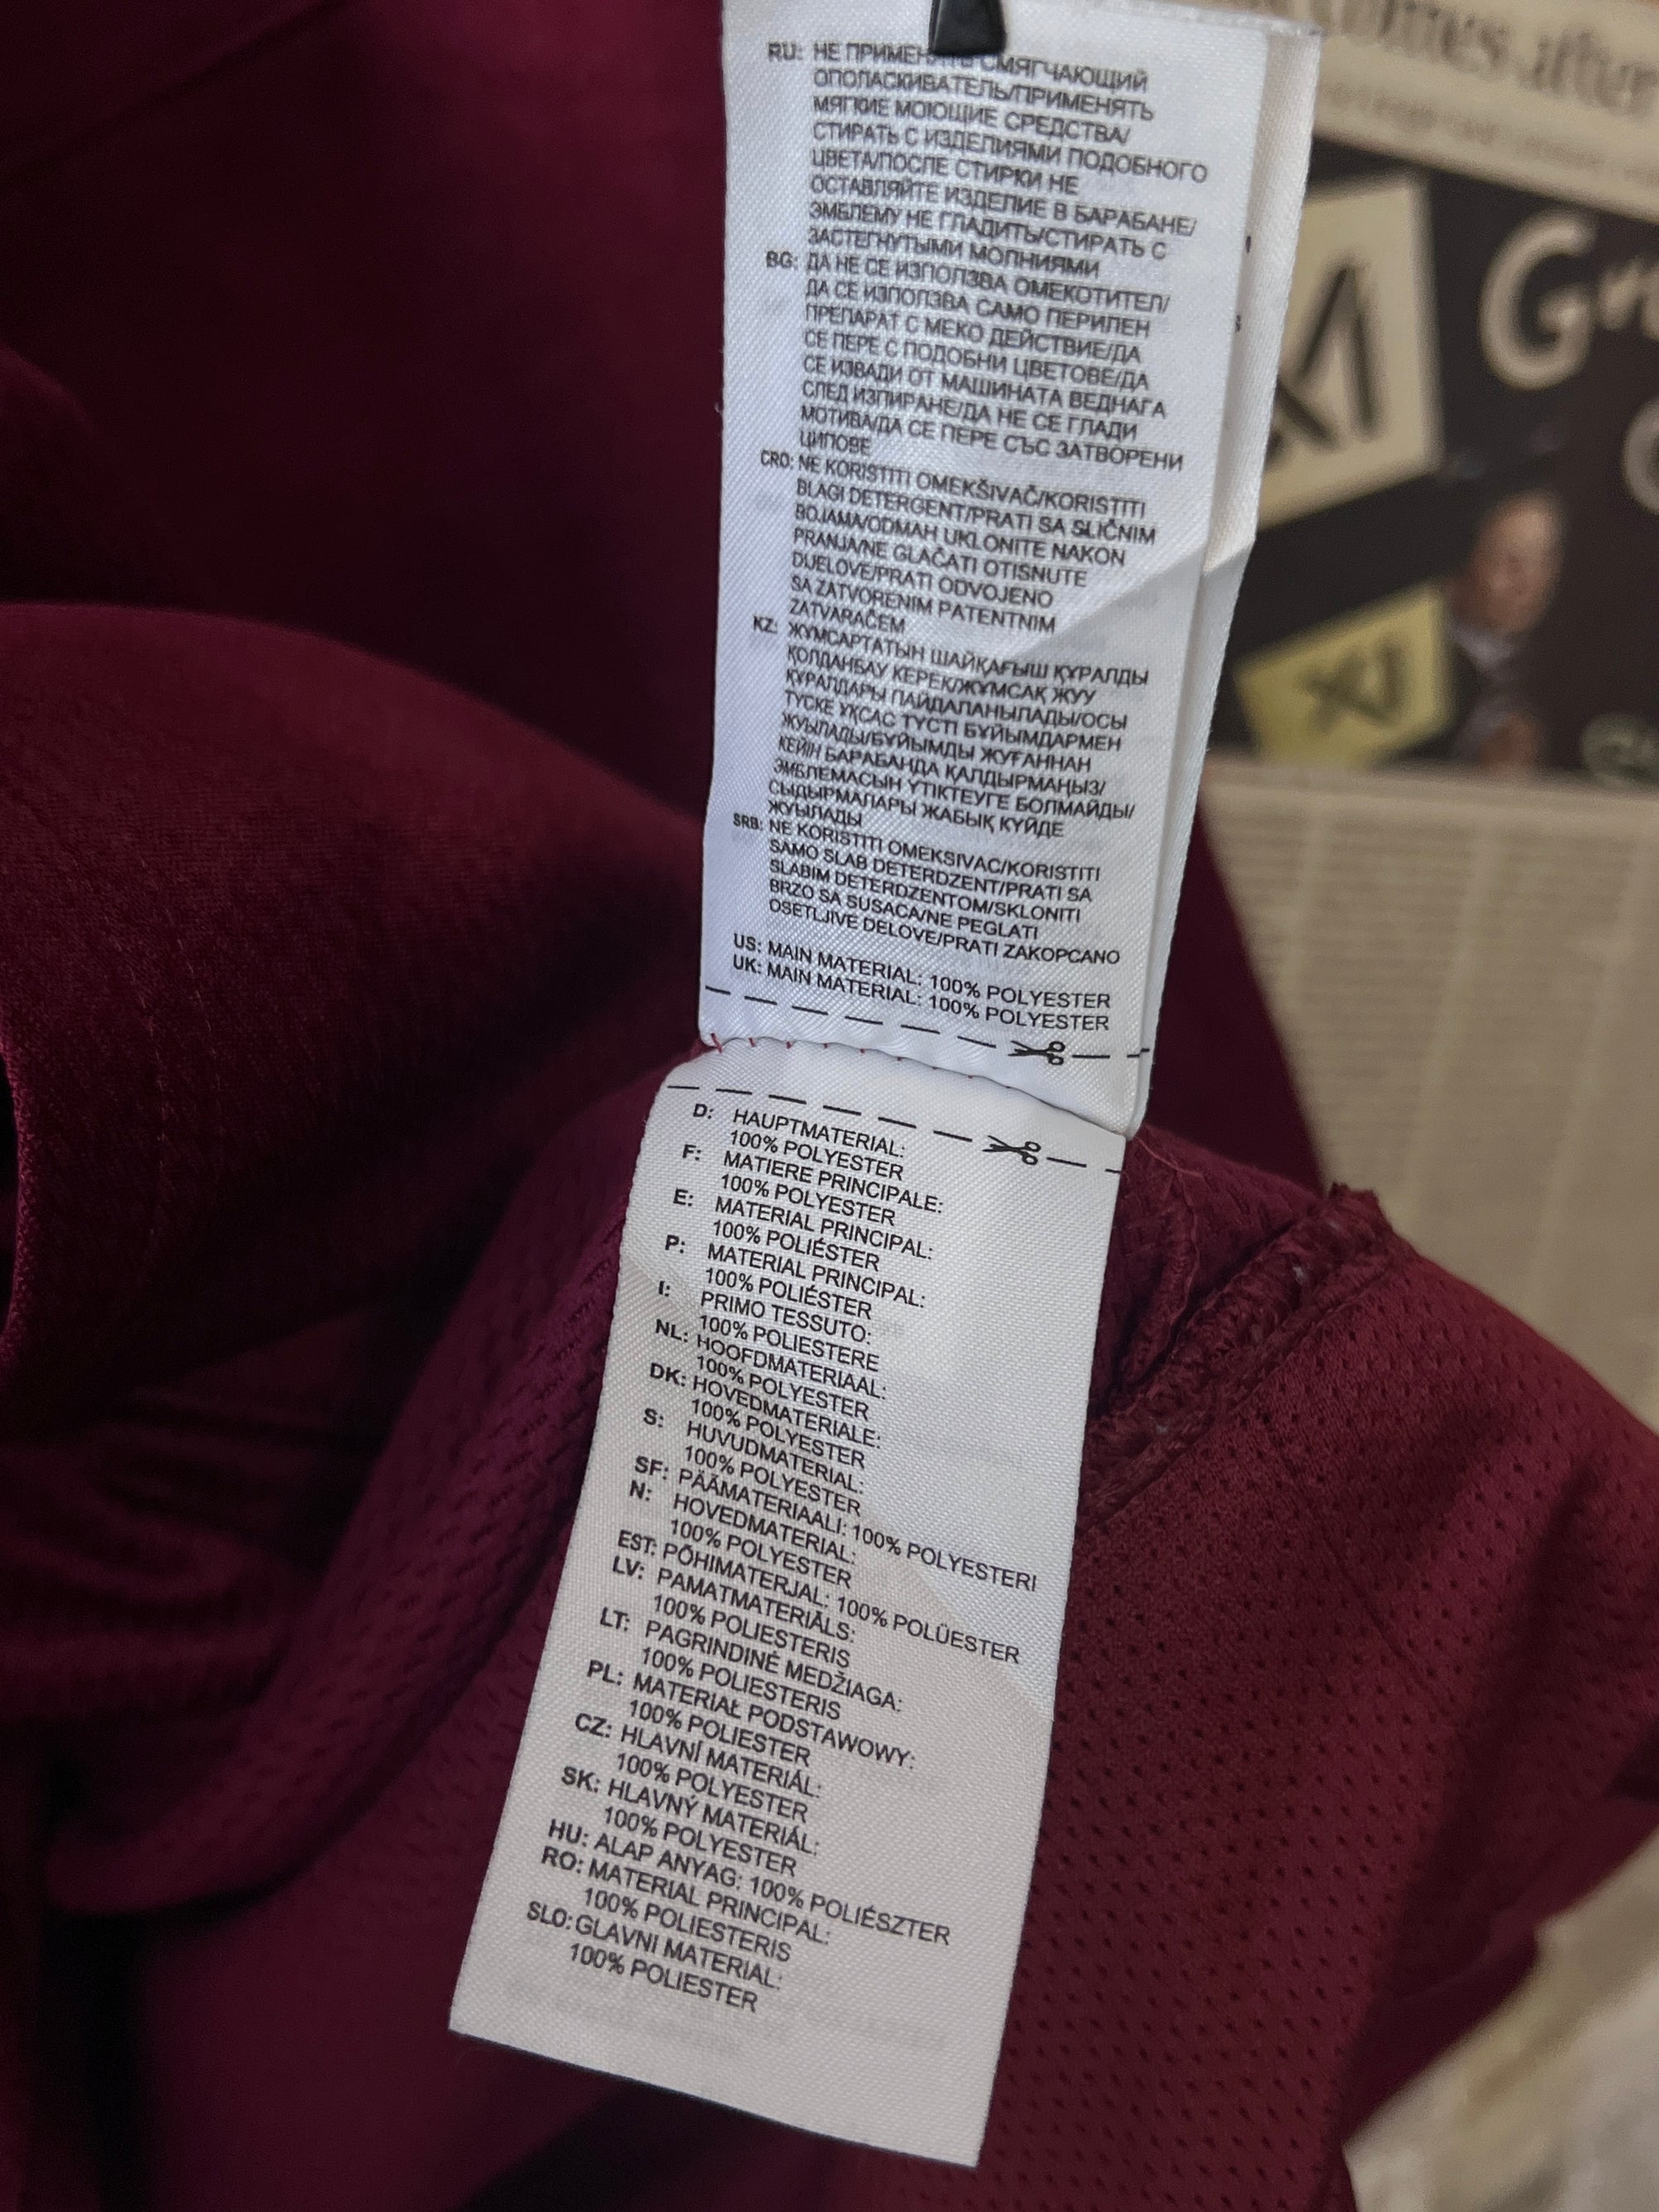 RU: НЕ ПРИМЕНЯТЬ СМЯГЧАЮЩИЙ
ОПОЛАСКИВАТЕЛЬ/ПРИМЕНЯТЬ
МЯГКИЕ МОЮЩИЕ СРЕДСТВА/
СТИРАТЬ С ИЗДЕЛИЯМИ ПОДОБНОГО
ЦВЕТА/ПОСЛЕ СТИРКИ НЕ
ОСТАВЛЯЙТЕ ИЗДЕЛИЕ В БАРАБАНЕ/
ЭМБЛЕМУ НЕ ГЛАДИТЬ/СТИРАТЬ С
ЗАСТЕГНУТЫМИ МОЛНИЯМИ
BG: ДА НЕ СЕ ИЗПОЛЗВА ОМЕКОТИТЕЛ/
ДА СЕ ИЗПОЛЗВА САМО ПЕРИЛЕН
ПРЕПАРАТ С МЕКО ДЕЙСТВИЕ/ДА
СЕ ПЕРЕ С ПОДОБНИ ЦВЕТОВЕ/ДА
СЕ ИЗВАДИ ОТ МАШИНАТА ВЕДНАГА
СЛЕД ИЗПИРАНЕ/ДА НЕ СЕ ГЛАДИ
МОТИВА/ДА СЕ ПЕРЕ СЪС ЗАТВОРЕНИ
ЦИПОВЕ
CRO: NE KORISTITI OMEKŠIVAČ/KORISTITI
BLAGI DETERGENT/PRATI SA SLIČNIM
BOJAMA/ODMAH UKLONITE NAKON
PRANJA/NE GLAČATI OTISNUTE
DIJELOVE/PRATI ODVOJENO
SA ZATVORENIM PATENTNIM
ZATVARAČEM
KZ: ЖҰМСАРТАТЫН ШАЙҚАҒЫШ ҚҰРАЛДЫ
ҚОЛДАНБАУ КЕРЕК/ЖҰМСАҚ ЖУУ
ҚҰРАЛДАРЫ ПАЙДАЛАНЫЛАДЫ/ОСЫ
ТҮСКЕ ҰҚСАС ТҮСТІ БҰЙЫМДАРМЕН
ЖУЫЛАДЫ/БҰЙЫМДЫ ЖУҒАННАН
КЕЙІН БАРАБАНДА ҚАЛДЫРМАҢЫЗ/
ЭМБЛЕМАСЫН ҮТІКТЕУГЕ БОЛМАЙДЫ/
СЫДЫРМАЛАРЫ ЖАБЫҚ КҮЙДЕ
ЖУЫЛАДЫ
SRB: NE KORISTITI OMEKSIVAC/KORISTITI
SAMO SLAB DETERDZENT/PRATI SA
SLABIM DETERDZENTOM/SKLONITI
BRZO SA SUSACA/NE PEGLATI
OSETLJIVE DELOVE/PRATI ZAKOPCANO
US: MAIN MATERIAL: 100% POLYESTER
UK: MAIN MATERIAL: 100% POLYESTER
D: HAUPTMATERIAL:
100% POLYESTER
F: MATIERE PRINCIPALE:
100% POLYESTER
E: MATERIAL PRINCIPAL:
100% POLIÉSTER
P: MATERIAL PRINCIPAL:
100% POLIÉSTER
I: PRIMO TESSUTO:
100% POLIESTERE
NL: HOOFDMATERIAAL:
100% POLYESTER
DK: HOVEDMATERIALE:
100% POLYESTER
S: HUVUDMATERIAL:
100% POLYESTER
SF: PÄÄMATERIAALI: 100% POLYESTERI
N: HOVEDMATERIAL:
100% POLYESTER
EST: PÕHIMATERJAL: 100% POLÜESTER
LV: PAMATMATERIĀLS:
100% POLIESTERIS
LT: PAGRINDINĖ MEDŽIAGA:
100% POLIESTERIS
PL: MATERIAŁ PODSTAWOWY:
100% POLIESTER
CZ: HLAVNÍ MATERIÁL:
100% POLYESTER
SK: HLAVNÝ MATERIÁL:
100% POLYESTER
HU: ALAP ANYAG: 100% POLIÉSZTER
RO: MATERIAL PRINCIPAL:
100% POLIESTERIS
SLO: GLAVNI MATERIAL:
100% POLIESTER
comes after